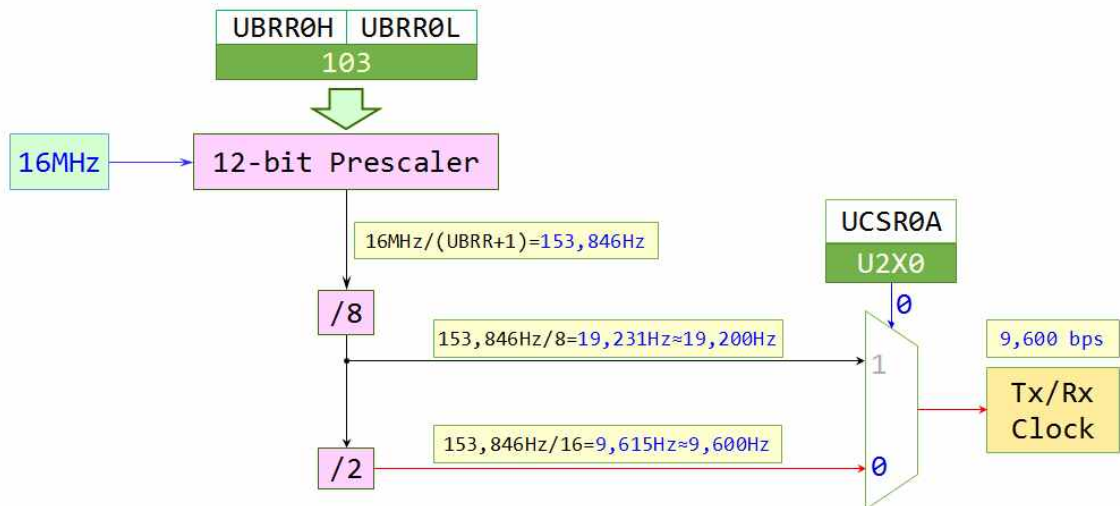 UBRR0H UBRR0L
103
16MHz
12-bit Prescaler
16MHz/(UBRR+1)=153,846Hz
UCSR0A
U2X0
0
/8
153,846Hz/8=19,231Hz≈19,200Hz
1
9,600 bps
Tx/Rx
Clock
153,846Hz/16=9,615Hz≈9,600Hz
0
/2